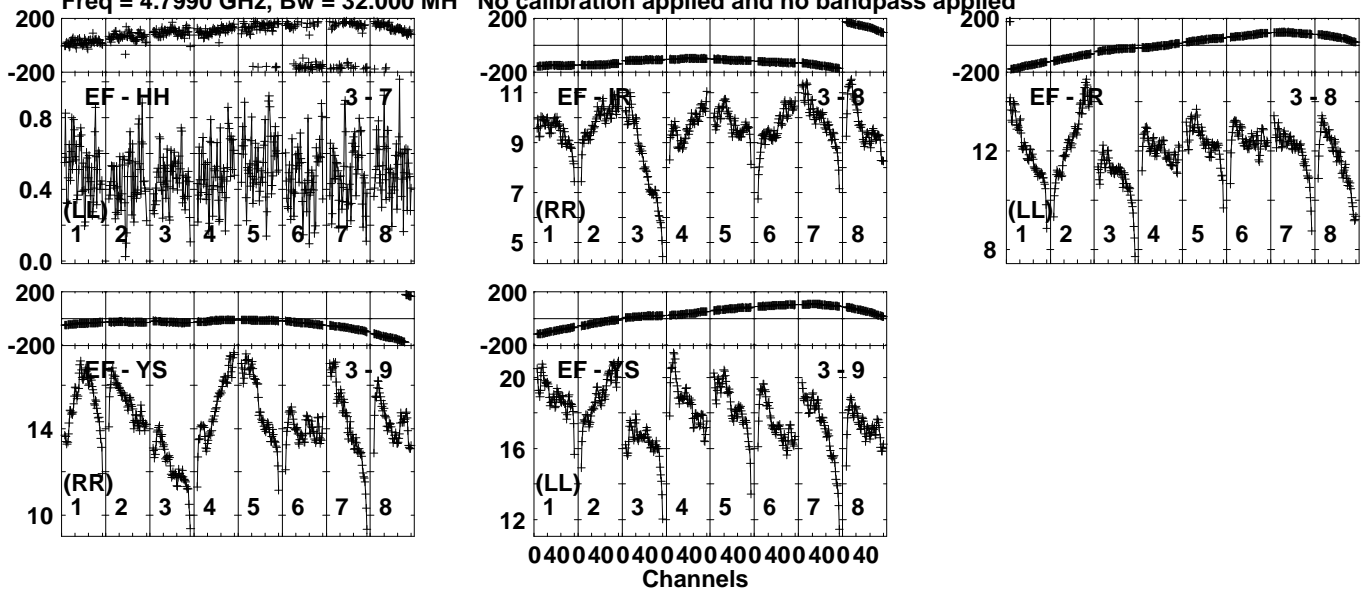 Freq = 4.7990 GHz, Bw = 32.000 MH No calibration applied and no bandpass applied
200
-200
EF - HH 3 - 7
0.8
0.4
0.0
(LL)
1 2 3 4 5 6 7 8
200
-200
EF - IR 3 - 8
11
9
7
5
(RR)
1 2 3 4 5 6 7 8
200
-200
EF - IR 3 - 8
12
8
(LL)
1 2 3 4 5 6 7 8
200
-200
EF - YS 3 - 9
18
14
10
(RR)
1 2 3 4 5 6 7 8
200
-200
EF - YS 3 - 9
20
16
12
(LL)
1 2 3 4 5 6 7 8
0 40 0 40 0 40 0 40 0 40 0 40 0 40 0 40
Channels